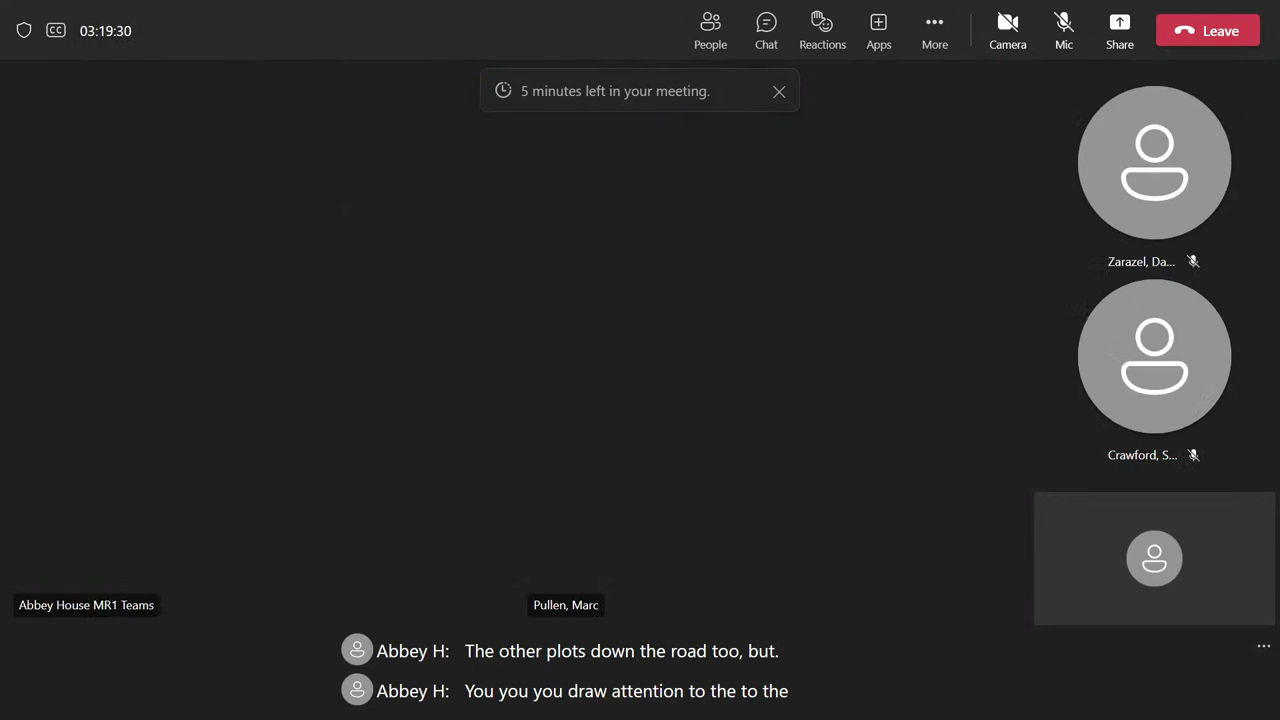 CC
03:19:30
People
Chat
Reactions
Apps
More
Camera
Mic
Share
Leave
5 minutes left in your meeting.
Zarazel, Da...
Crawford, S...
Abbey House MR1 Teams
Pullen, Marc
Abbey H: The other plots down the road too, but.
Abbey H: You you you draw attention to the to the